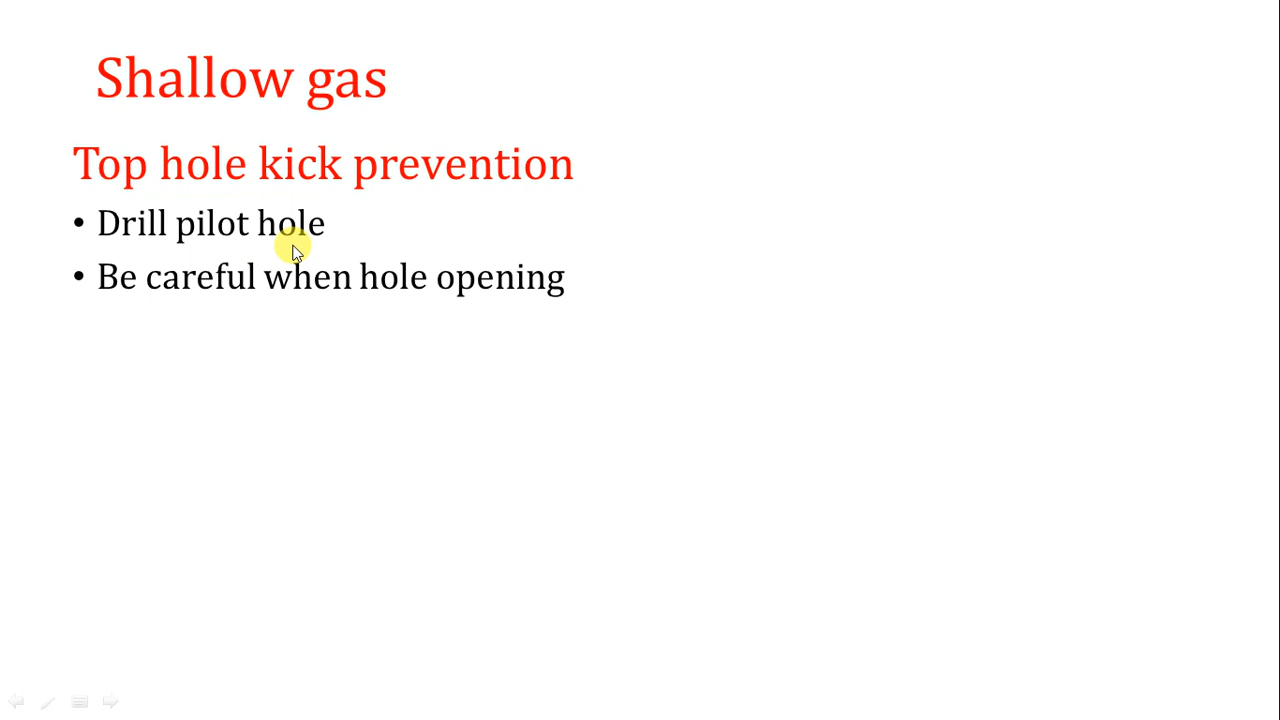 Shallow gas
Top hole kick prevention
• Drill pilot hole
• Be careful when hole opening